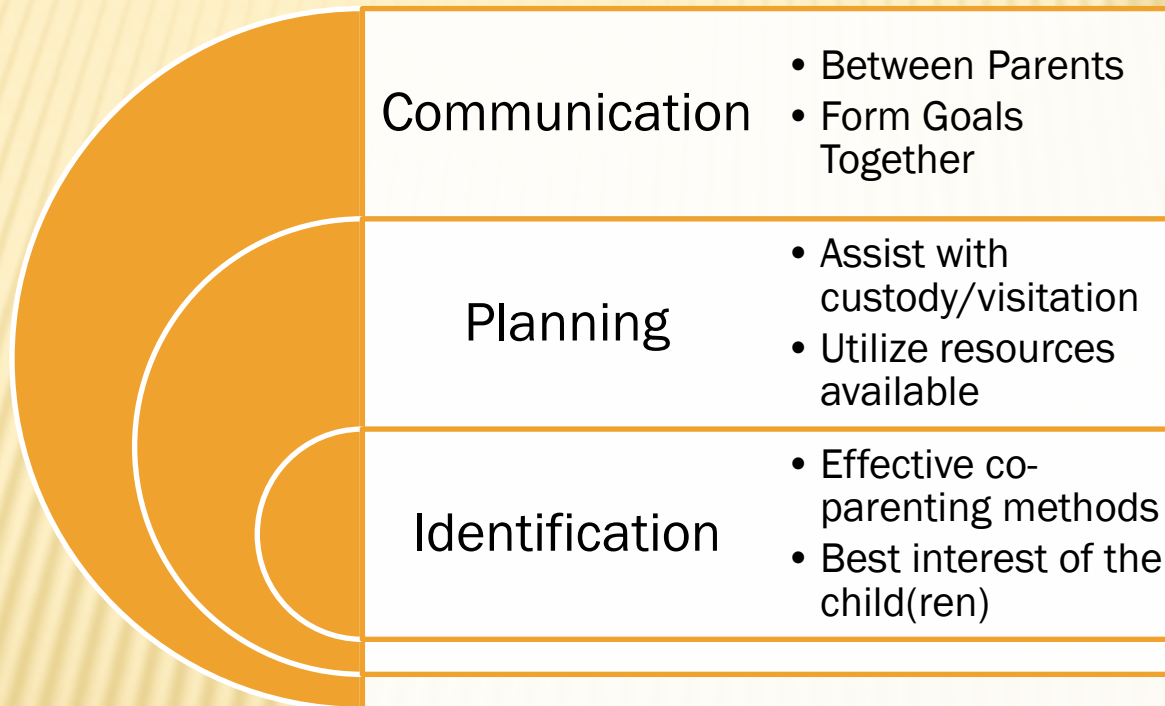 Communication
• Between Parents
• Form Goals
Together
Planning
• Assist with
custody/visitation
• Utilize resources
available
Identification
• Effective co-
parenting methods
• Best interest of the
child(ren)